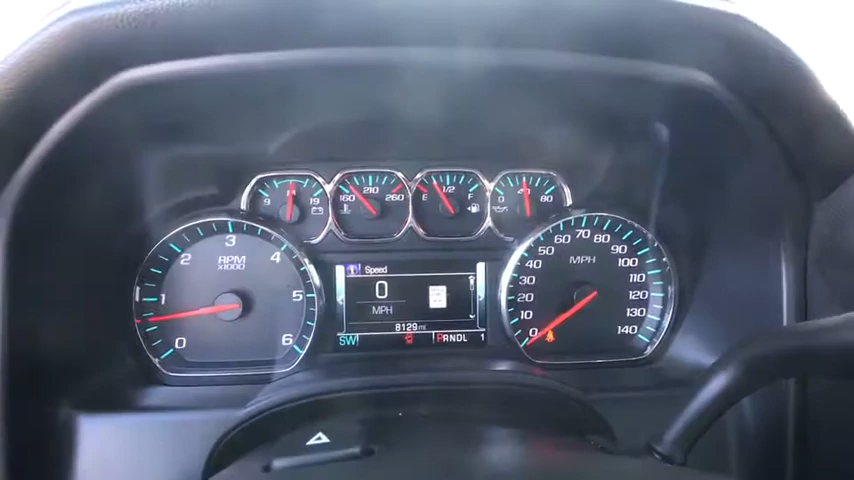 9 14 19
160 210 260
E 1/2 F
0 40 80
RPM
X1000
0 1 2 3 4 5 6
Speed
0
MPH
8129 mi
SW PRNDL 1
MPH
0 10 20 30 40 50 60 70 80 90 100 110 120 130 140